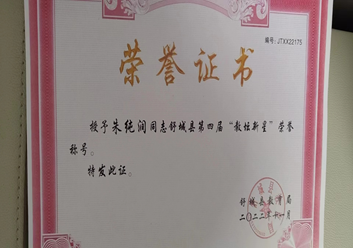 编号: JTXX22175
荣誉证书
授予朱纯润同志舒城县第四届“教坛新星”荣誉
称号。
特发此证。
舒城县教育局
二〇二二年十一月